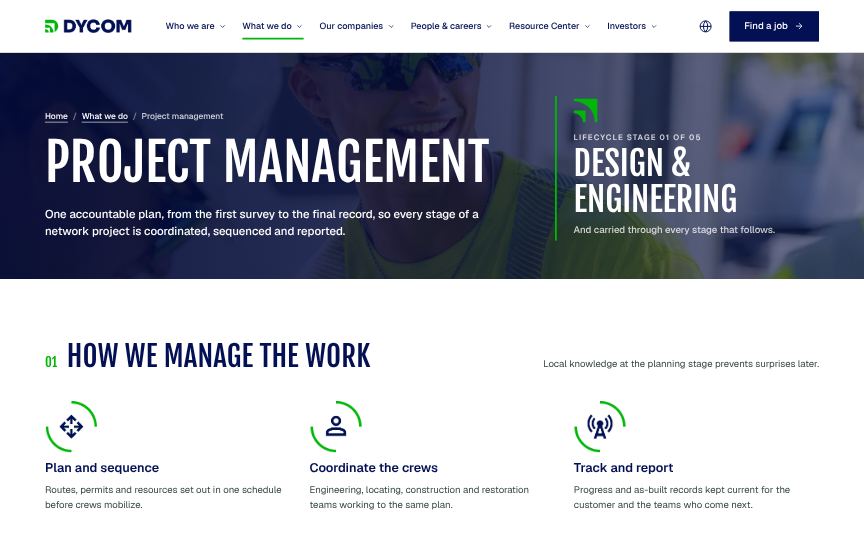 DYCOM
Who we are
What we do
Our companies
People & careers
Resource Center
Investors
Find a job
Home / What we do / Project management
PROJECT MANAGEMENT
One accountable plan, from the first survey to the final record, so every stage of a
network project is coordinated, sequenced and reported.
LIFECYCLE STAGE 01 OF 05
DESIGN &
ENGINEERING
And carried through every stage that follows.
01 HOW WE MANAGE THE WORK
Local knowledge at the planning stage prevents surprises later.
Plan and sequence
Routes, permits and resources set out in one schedule
before crews mobilize.
Coordinate the crews
Engineering, locating, construction and restoration
teams working to the same plan.
Track and report
Progress and as-built records kept current for the
customer and the teams who come next.